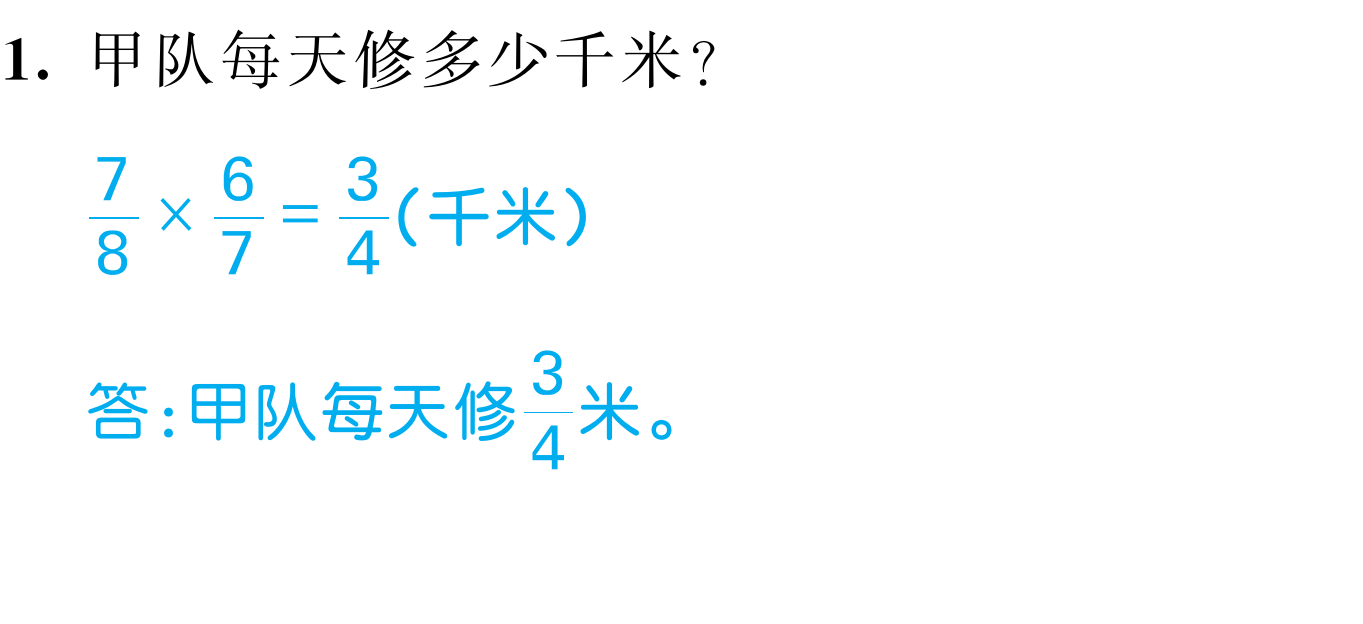 1. 甲队每天修多少千米？
7/8 × 6/7 = 3/4(千米)
答:甲队每天修3/4米。